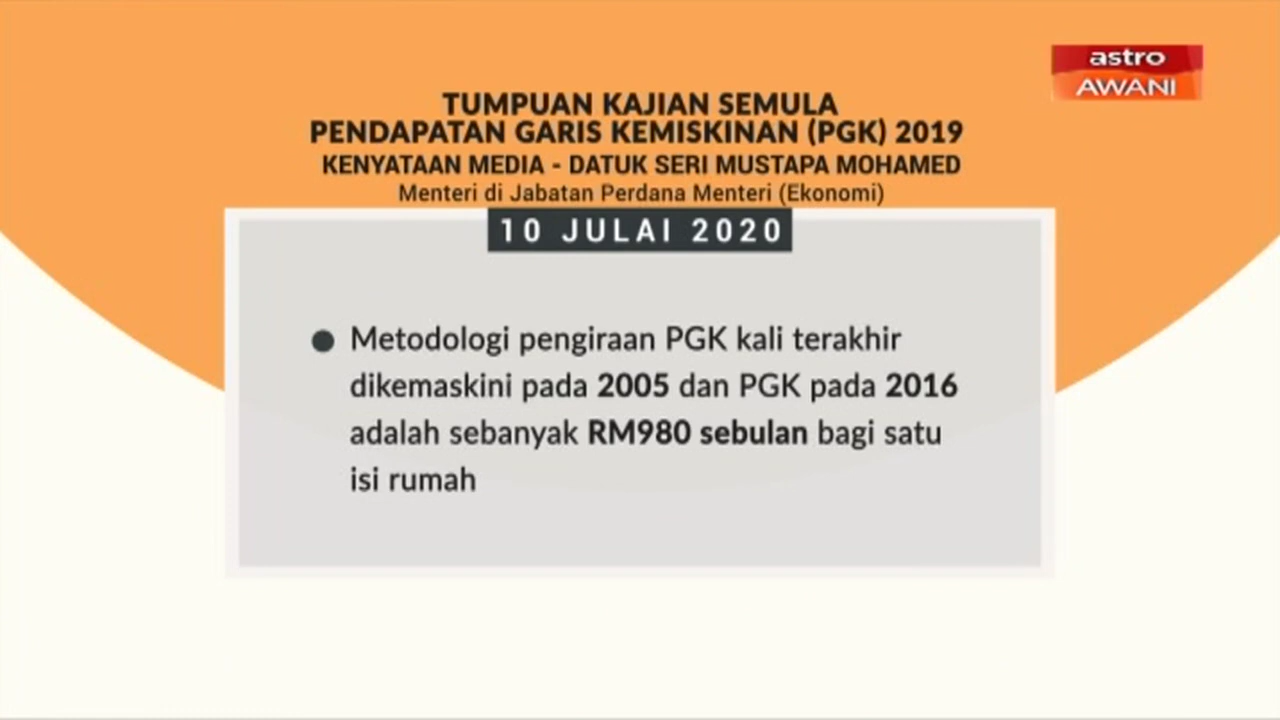 astro
AWANI
TUMPUAN KAJIAN SEMULA
PENDAPATAN GARIS KEMISKINAN (PGK) 2019
KENYATAAN MEDIA - DATUK SERI MUSTAPA MOHAMED
Menteri di Jabatan Perdana Menteri (Ekonomi)
10 JULAI 2020
● Metodologi pengiraan PGK kali terakhir
dikemaskini pada 2005 dan PGK pada 2016
adalah sebanyak RM980 sebulan bagi satu
isi rumah